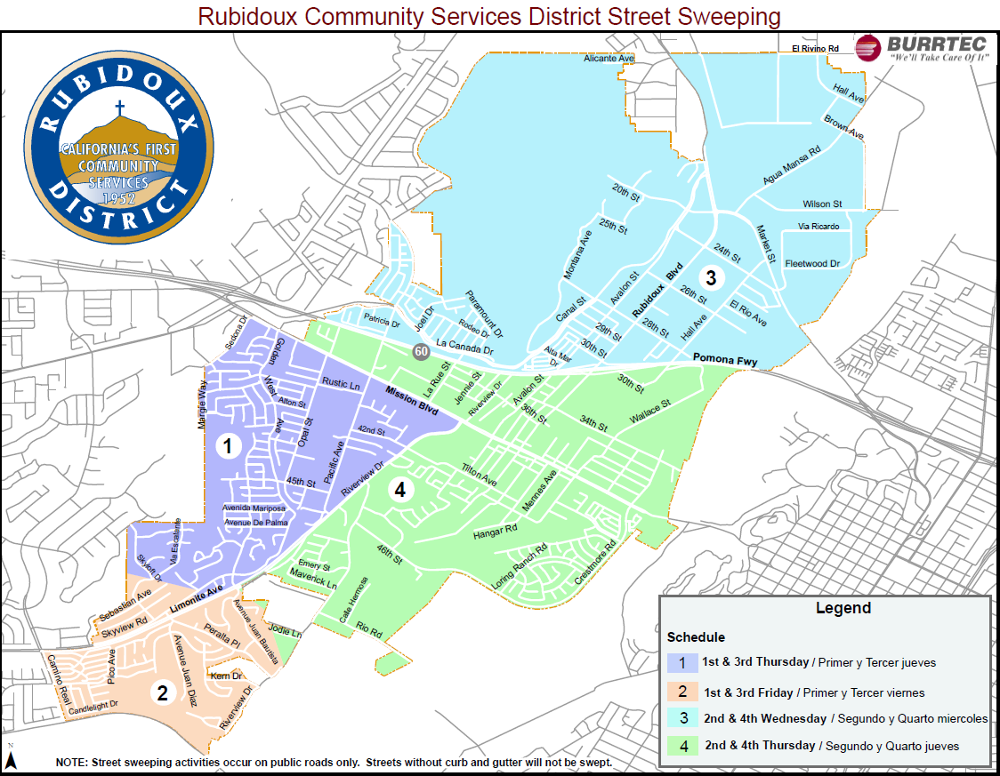 Rubidoux Community Services District Street Sweeping
RUBIDOUX
CALIFORNIA'S FIRST
COMMUNITY
SERVICES
1952
DISTRICT
BURRTEC
"We'll Take Care Of It"
El Rivino Rd
Alicante Ave
Hall Ave
Brown Ave
Agua Mansa Rd
20th St
Wilson St
25th St
Via Ricardo
Montana Ave
Market St
24th St
Fleetwood Dr
3
Avalon St
Rubidoux Blvd
26th St
Canal St
El Rio Ave
Paramount Dr
Joel Dr
Patricia Dr
Rodeo Dr
29th St
28th St
Hall Ave
30th St
La Canada Dr
Alta Mar
Dr
60
Pomona Fwy
Sedona Dr
Golden
West
Ave
Rustic Ln
Mission Blvd
La Rue St
Jennie St
Riverview Dr
Avalon St
30th St
Margie Way
Alton St
Opal St
42nd St
36th St
34th St
Wallace St
1
Pacific Ave
45th St
Riverview Dr
4
Tilton Ave
Mennes Ave
Avenida Mariposa
Avenue De Palma
Via Escalante
Hangar Rd
46th St
Loring Ranch Rd
Crestmore Rd
Skyloft Dr
Emery St
Maverick Ln
Calle Hermosa
Rio Rd
Sebastian Ave
Limonite Ave
Skyview Rd
Avenue Juan Bautista
Jodie Ln
Peralta Pl
Avenue Juan Diaz
Pico Ave
Camino Real
Kern Dr
2
Candlelight Dr
Riverview Dr
Legend
Schedule
1 1st & 3rd Thursday / Primer y Tercer jueves
2 1st & 3rd Friday / Primer y Tercer viernes
3 2nd & 4th Wednesday / Segundo y Quarto miercoles
4 2nd & 4th Thursday / Segundo y Quarto jueves
N
NOTE: Street sweeping activities occur on public roads only. Streets without curb and gutter will not be swept.